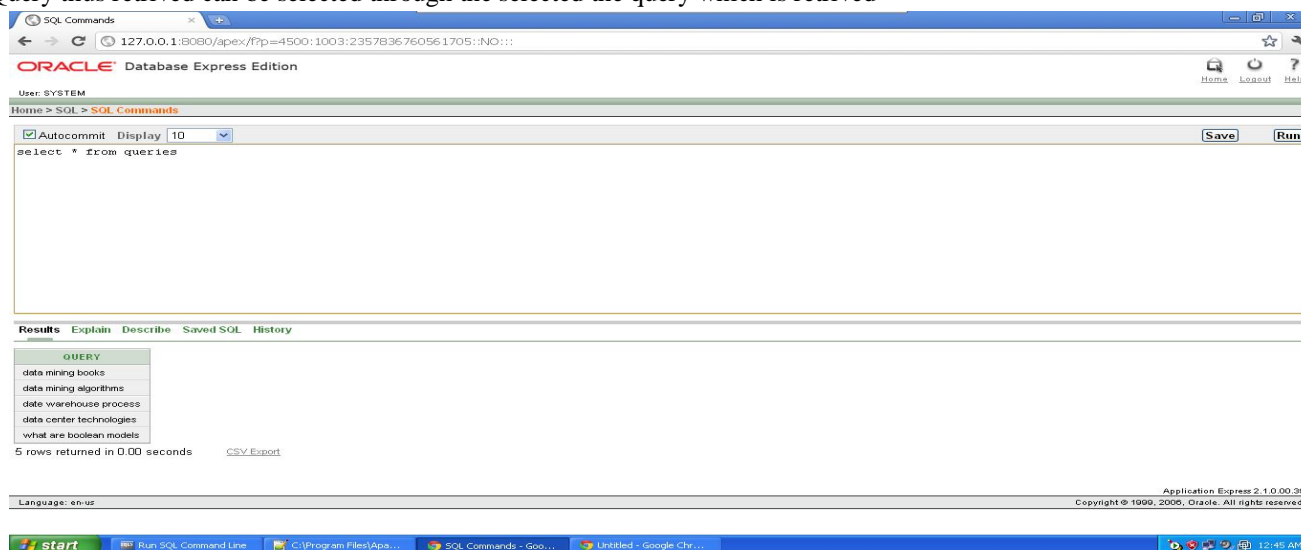 Query thus retrived can be selected through the selected the query which is retrived
SQL Commands
127.0.0.1:8080/apex/f?p=4500:1003:2357836760561705::NO:::
ORACLE Database Express Edition
Home Logout
User: SYSTEM
Home > SQL > SQL Commands
Autocommit Display 10
Save Run
select * from queries
Results Explain Describe Saved SQL History
QUERY
data mining books
data mining algorithms
date warehouse process
data center technologies
what are boolean models
5 rows returned in 0.00 seconds CSV Export
Application Express 2.1.0.00.39
Language: en-us Copyright © 1999, 2006, Oracle. All rights reserved
start Run SQL Command Line C:\Program Files\Apa... SQL Commands - Goo... Untitled - Google Chr... 12:45 AM